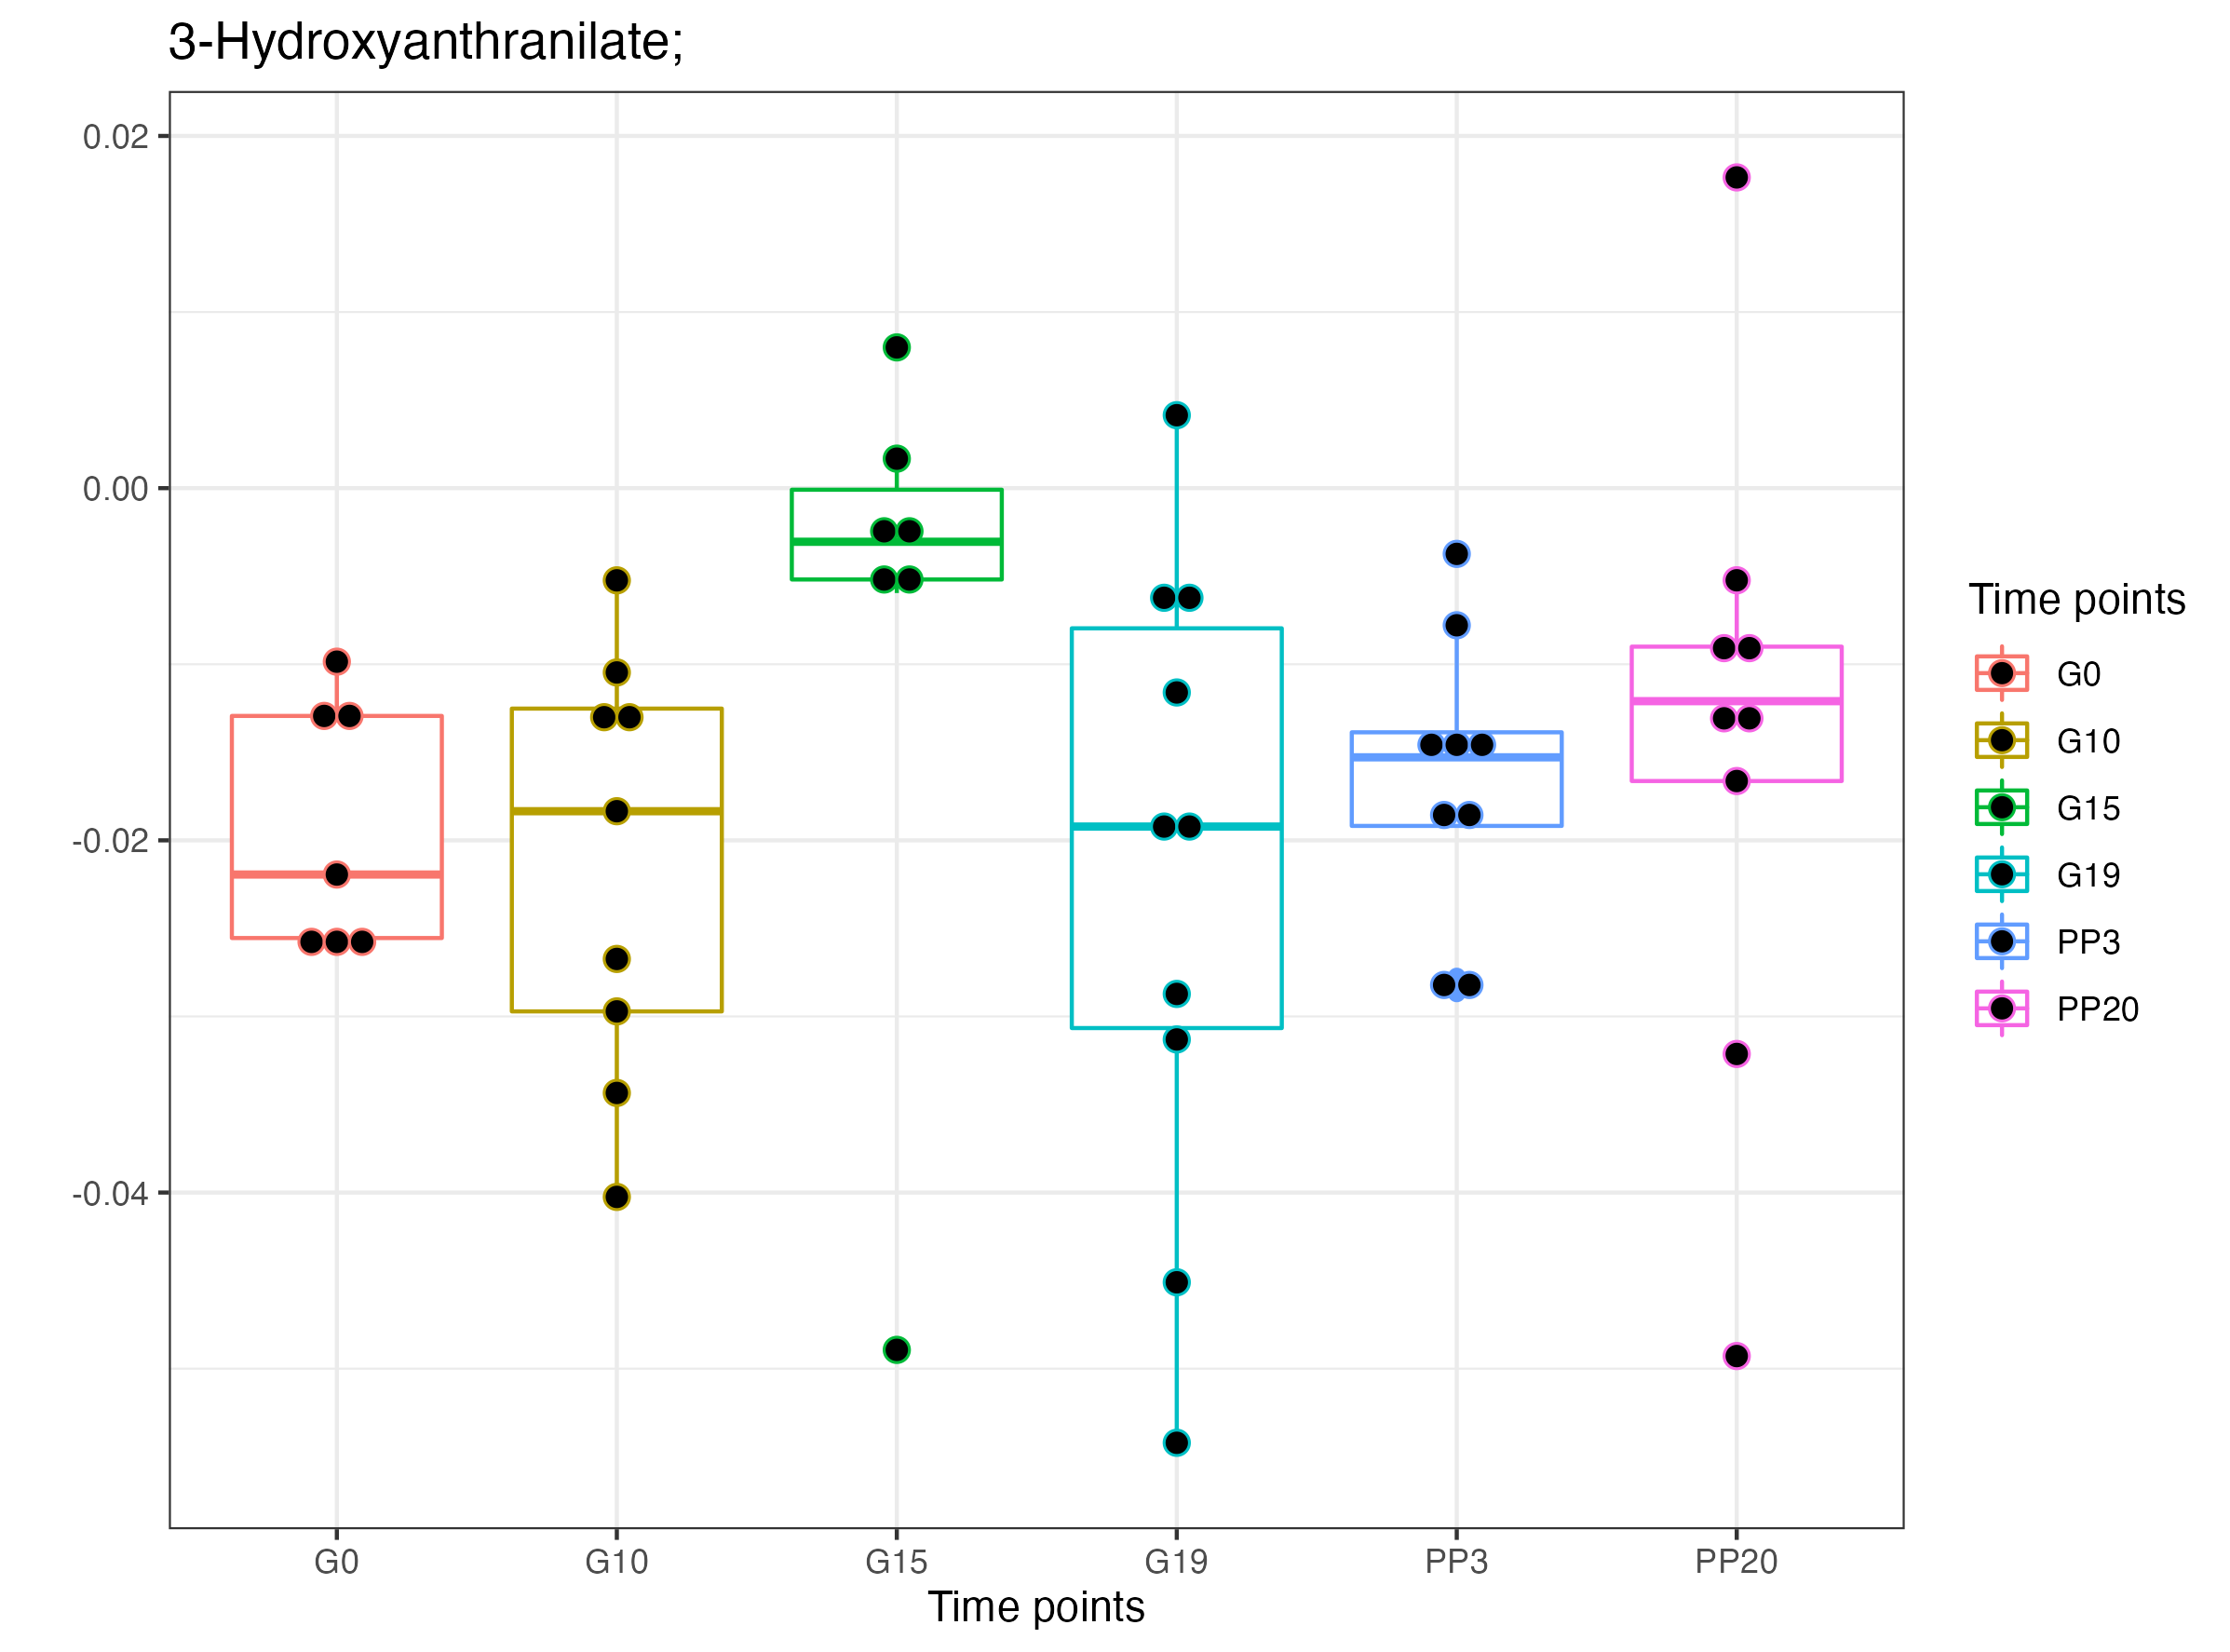 3-Hydroxyanthranilate;
0.02
0.00
-0.02
-0.04
G0 G10 G15 G19 PP3 PP20
Time points
Time points
G0
G10
G15
G19
PP3
PP20